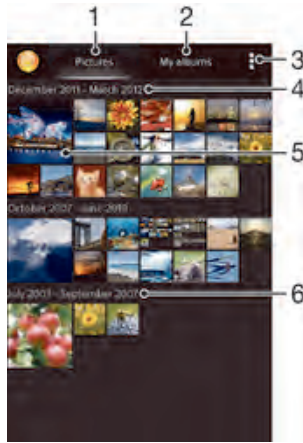 1
2
Pictures
My albums
3
December 2011 - March 2012
4
5
October 2007 - June 2010
July 2003 - September 2007
6